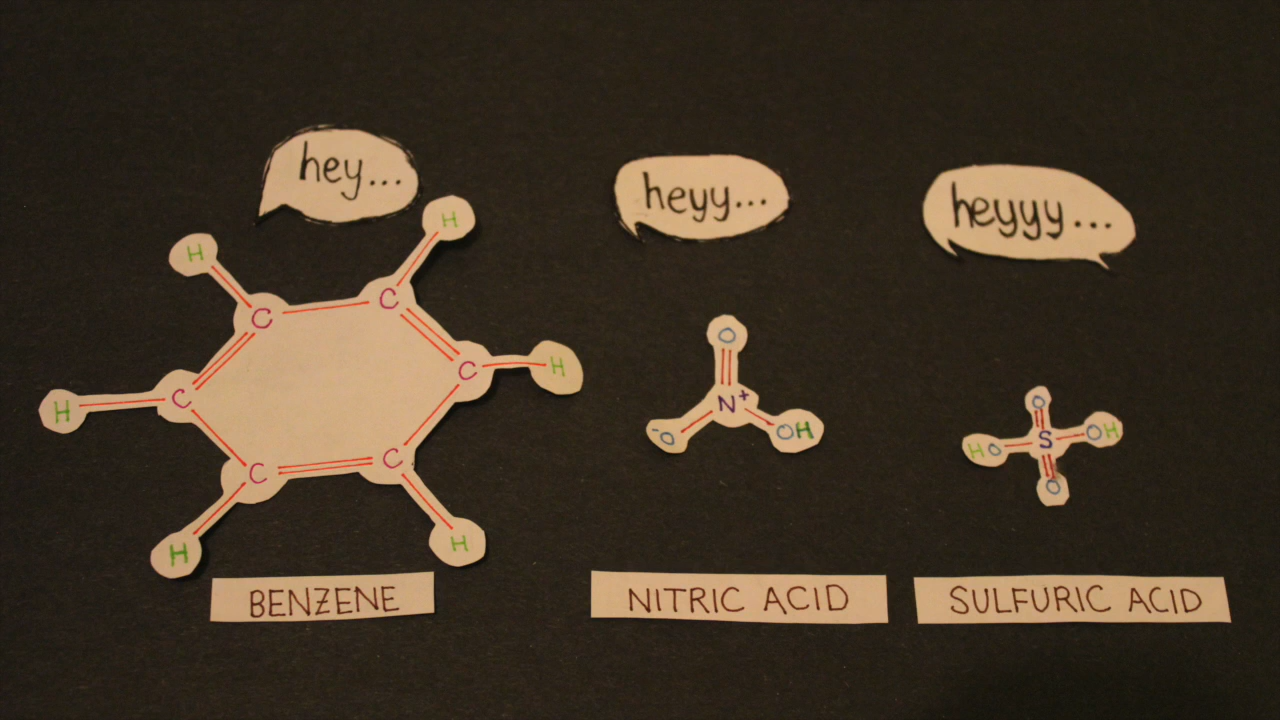 hey...
heyy...
heyyy...
H
H
C
C
C
H
H
C
C
C
H
H
O
N⁺
⁻O
OH
O
HO
S
OH
O
BENZENE
NITRIC ACID
SULFURIC ACID